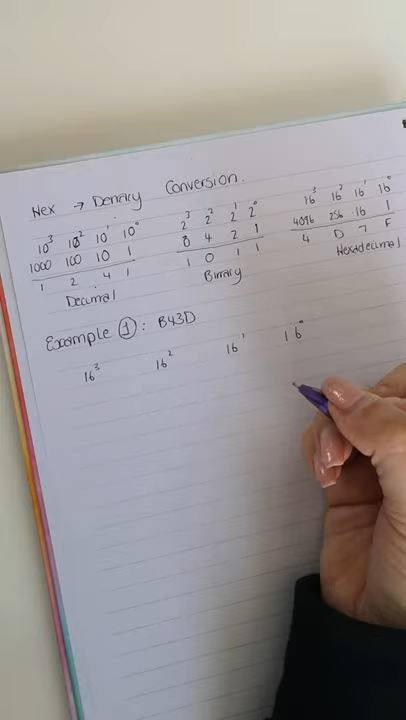 Hex → Denary Conversion.
10³ 10² 10¹ 10⁰
1000 100 10 1
1 2 4 1
Decimal
2³ 2² 2¹ 2⁰
8 4 2 1
1 0 1 1
Binary
16³ 16² 16¹ 16⁰
4096 256 16 1
4 D 7 F
Hexadecimal
Example ①: B43D
16³ 16² 16¹ 16⁰